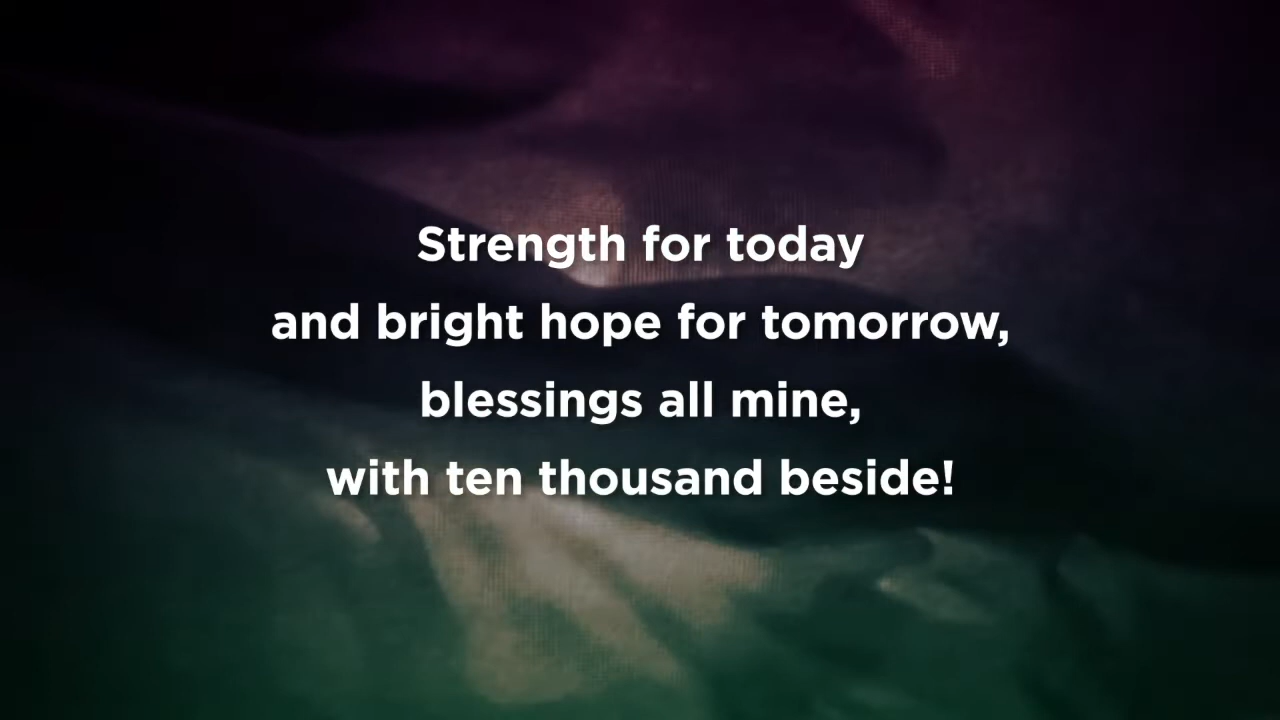 Strength for today
and bright hope for tomorrow,
blessings all mine,
with ten thousand beside!